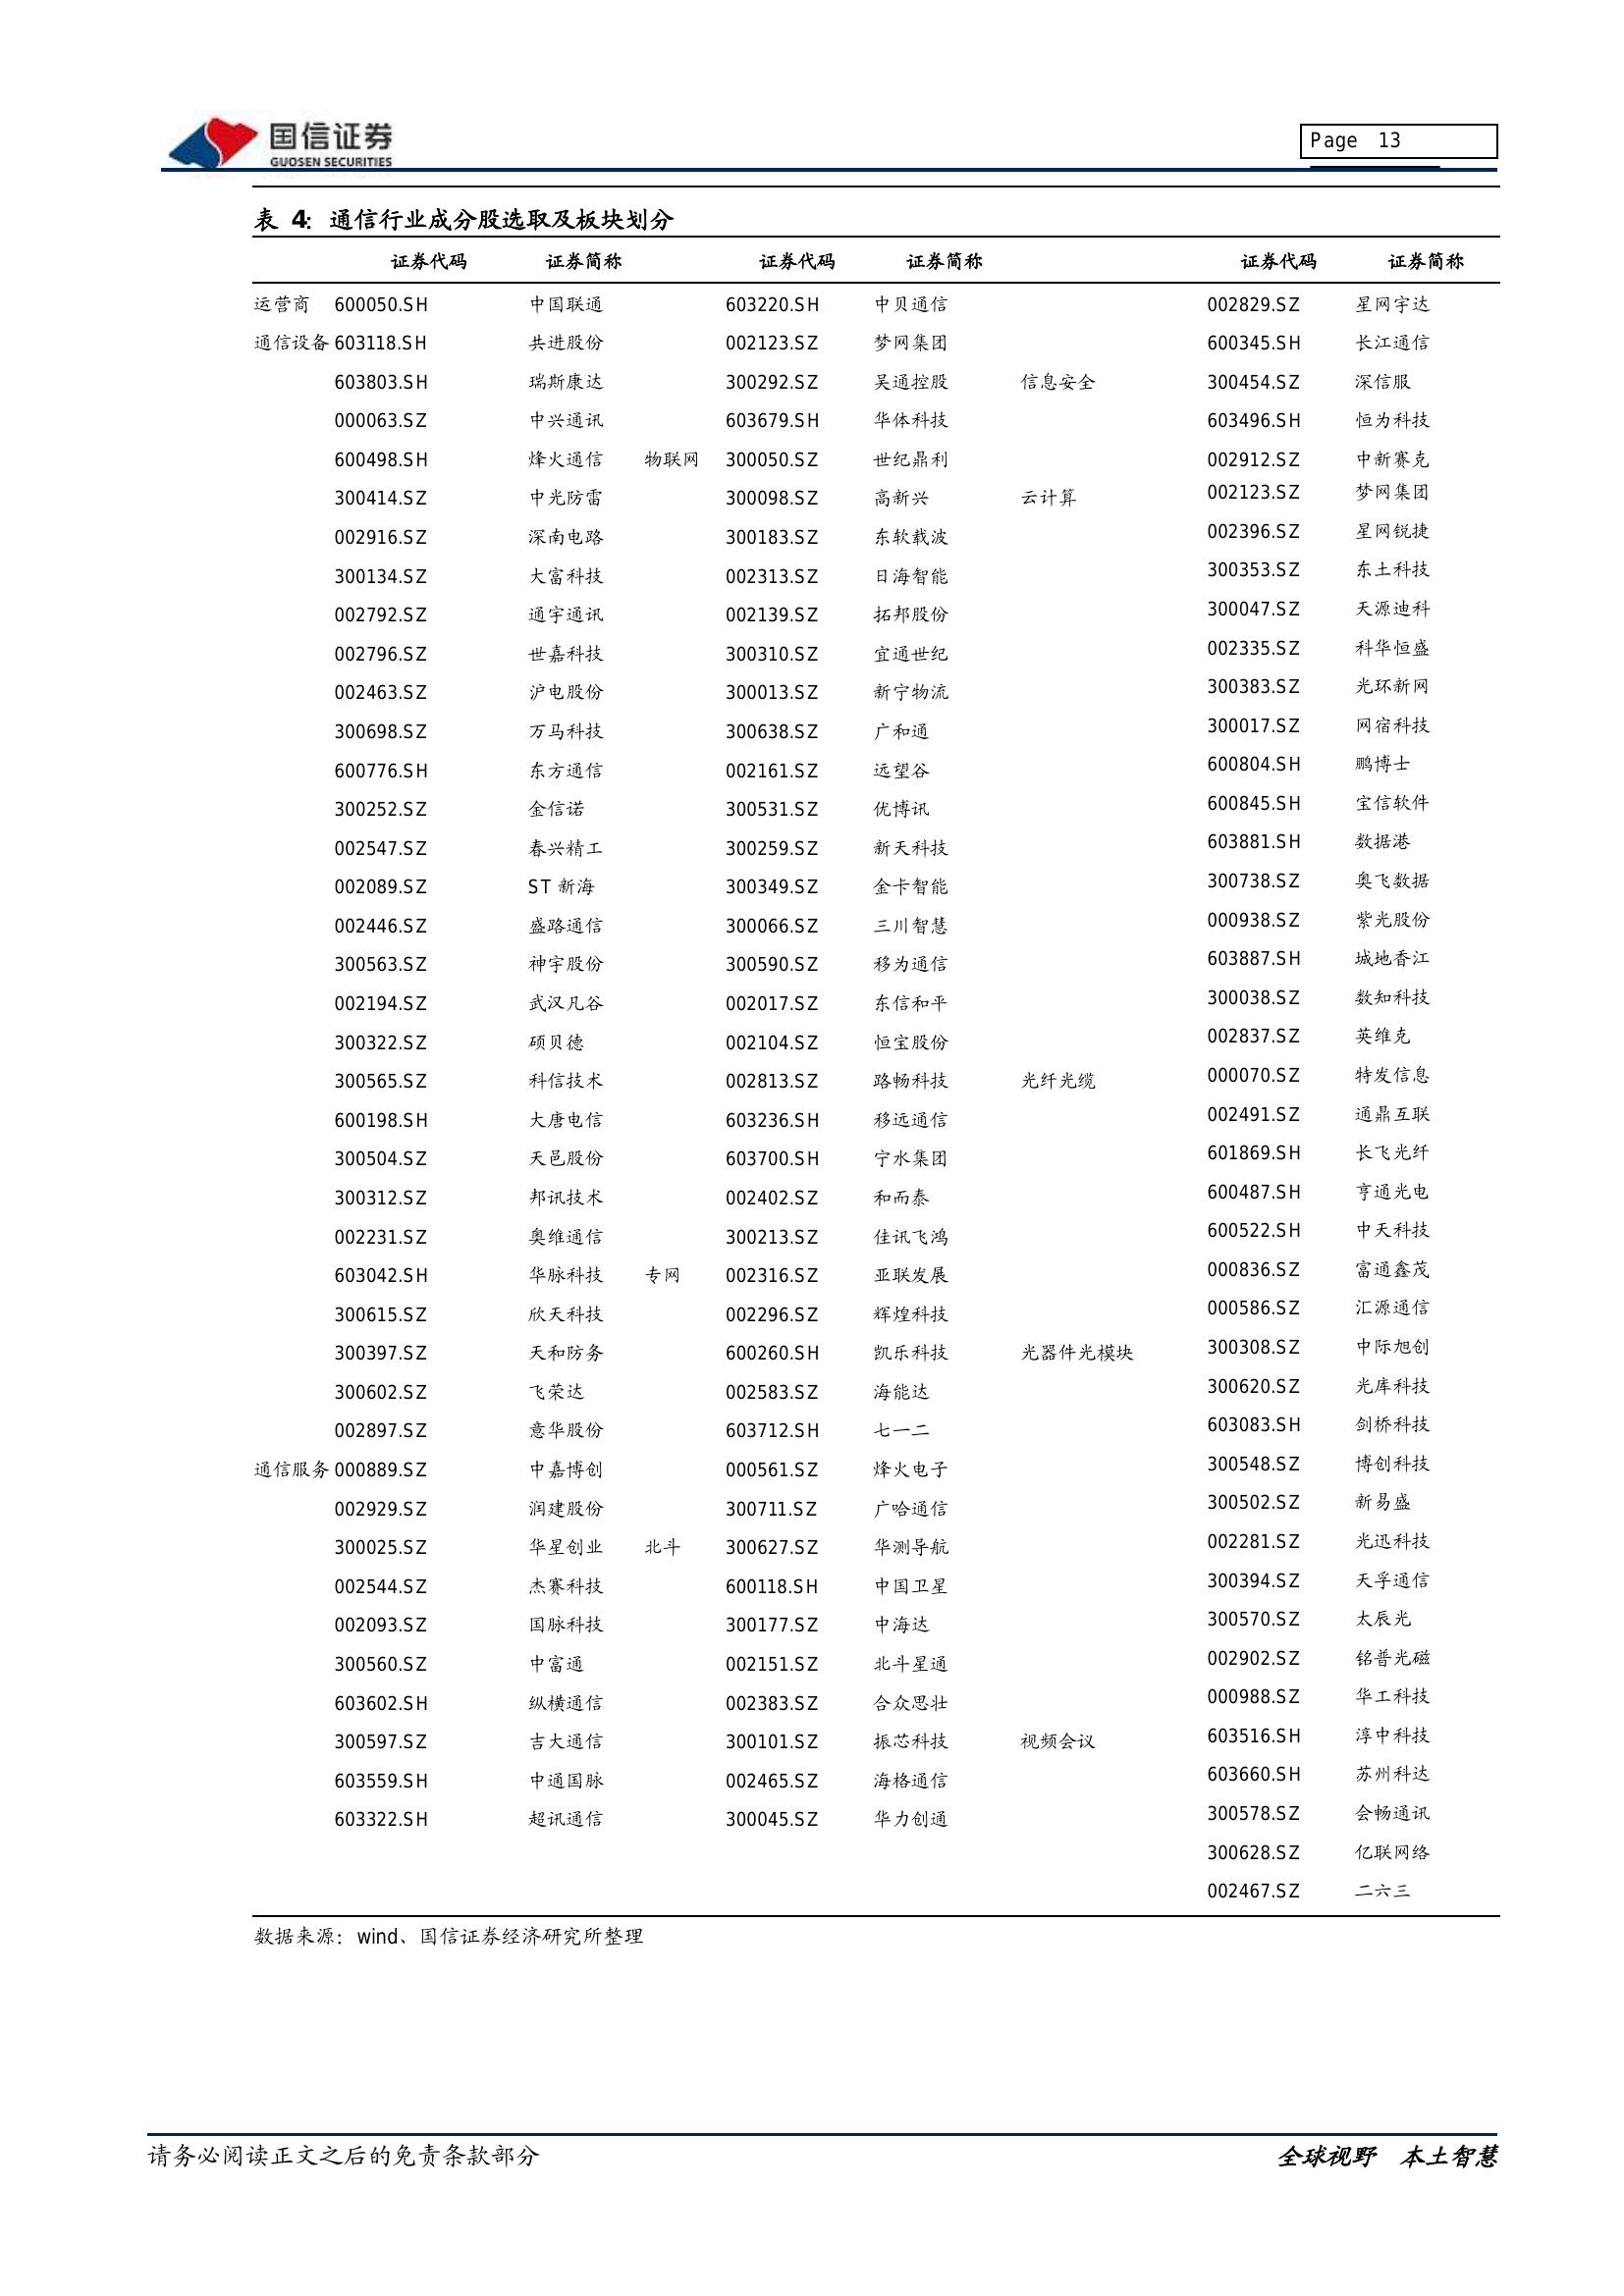 国信证券
GUOSEN SECURITIES
Page 13
表 4：通信行业成分股选取及板块划分
证券代码 证券简称 证券代码 证券简称 证券代码 证券简称
运营商 600050.SH 中国联通 603220.SH 中贝通信 002829.SZ 星网宇达
通信设备 603118.SH 共进股份 002123.SZ 梦网集团 600345.SH 长江通信
603803.SH 瑞斯康达 300292.SZ 吴通控股 信息安全 300454.SZ 深信服
000063.SZ 中兴通讯 603679.SH 华体科技 603496.SH 恒为科技
600498.SH 烽火通信 物联网 300050.SZ 世纪鼎利 002912.SZ 中新赛克
300414.SZ 中光防雷 300098.SZ 高新兴 云计算 002123.SZ 梦网集团
002916.SZ 深南电路 300183.SZ 东软载波 002396.SZ 星网锐捷
300134.SZ 大富科技 002313.SZ 日海智能 300353.SZ 东土科技
002792.SZ 通宇通讯 002139.SZ 拓邦股份 300047.SZ 天源迪科
002796.SZ 世嘉科技 300310.SZ 宜通世纪 002335.SZ 科华恒盛
002463.SZ 沪电股份 300013.SZ 新宁物流 300383.SZ 光环新网
300698.SZ 万马科技 300638.SZ 广和通 300017.SZ 网宿科技
600776.SH 东方通信 002161.SZ 远望谷 600804.SH 鹏博士
300252.SZ 金信诺 300531.SZ 优博讯 600845.SH 宝信软件
002547.SZ 春兴精工 300259.SZ 新天科技 603881.SH 数据港
002089.SZ ST 新海 300349.SZ 金卡智能 300738.SZ 奥飞数据
002446.SZ 盛路通信 300066.SZ 三川智慧 000938.SZ 紫光股份
300563.SZ 神宇股份 300590.SZ 移为通信 603887.SH 城地香江
002194.SZ 武汉凡谷 002017.SZ 东信和平 300038.SZ 数知科技
300322.SZ 硕贝德 002104.SZ 恒宝股份 002837.SZ 英维克
300565.SZ 科信技术 002813.SZ 路畅科技 光纤光缆 000070.SZ 特发信息
600198.SH 大唐电信 603236.SH 移远通信 002491.SZ 通鼎互联
300504.SZ 天邑股份 603700.SH 宁水集团 601869.SH 长飞光纤
300312.SZ 邦讯技术 002402.SZ 和而泰 600487.SH 亨通光电
002231.SZ 奥维通信 300213.SZ 佳讯飞鸿 600522.SH 中天科技
603042.SH 华脉科技 专网 002316.SZ 亚联发展 000836.SZ 富通鑫茂
300615.SZ 欣天科技 002296.SZ 辉煌科技 000586.SZ 汇源通信
300397.SZ 天和防务 600260.SH 凯乐科技 光器件光模块 300308.SZ 中际旭创
300602.SZ 飞荣达 002583.SZ 海能达 300620.SZ 光库科技
002897.SZ 意华股份 603712.SH 七一二 603083.SH 剑桥科技
通信服务 000889.SZ 中嘉博创 000561.SZ 烽火电子 300548.SZ 博创科技
002929.SZ 润建股份 300711.SZ 广哈通信 300502.SZ 新易盛
300025.SZ 华星创业 北斗 300627.SZ 华测导航 002281.SZ 光迅科技
002544.SZ 杰赛科技 600118.SH 中国卫星 300394.SZ 天孚通信
002093.SZ 国脉科技 300177.SZ 中海达 300570.SZ 太辰光
300560.SZ 中富通 002151.SZ 北斗星通 002902.SZ 铭普光磁
603602.SH 纵横通信 002383.SZ 合众思壮 000988.SZ 华工科技
300597.SZ 吉大通信 300101.SZ 振芯科技 视频会议 603516.SH 淳中科技
603559.SH 中通国脉 002465.SZ 海格通信 603660.SH 苏州科达
603322.SH 超讯通信 300045.SZ 华力创通 300578.SZ 会畅通讯
300628.SZ 亿联网络
002467.SZ 二六三
数据来源：wind、国信证券经济研究所整理
请务必阅读正文之后的免责条款部分 全球视野 本土智慧